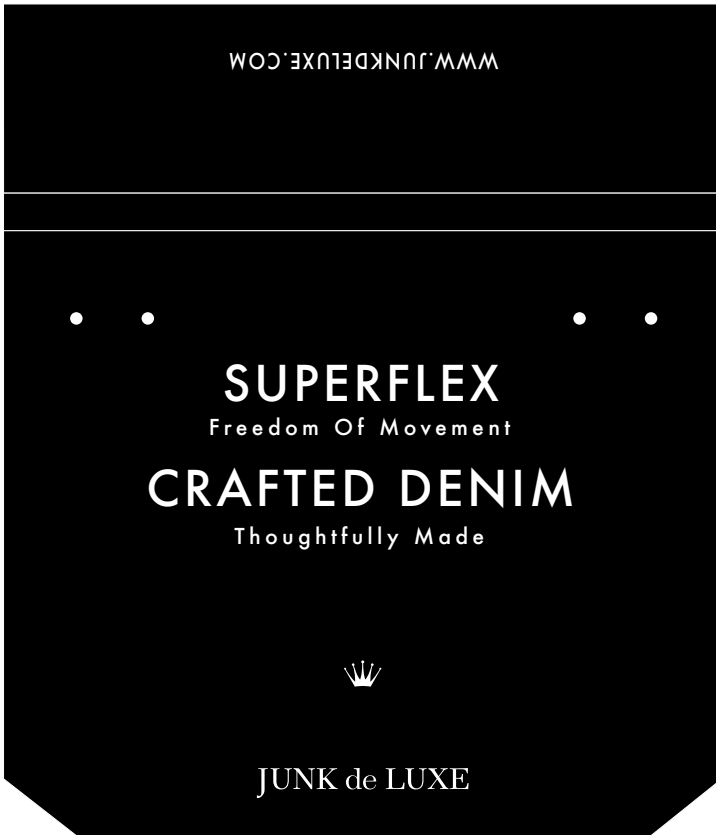 WWW.JUNKDELUXE.COM
SUPERFLEX
Freedom Of Movement
CRAFTED DENIM
Thoughtfully Made
JUNK de LUXE